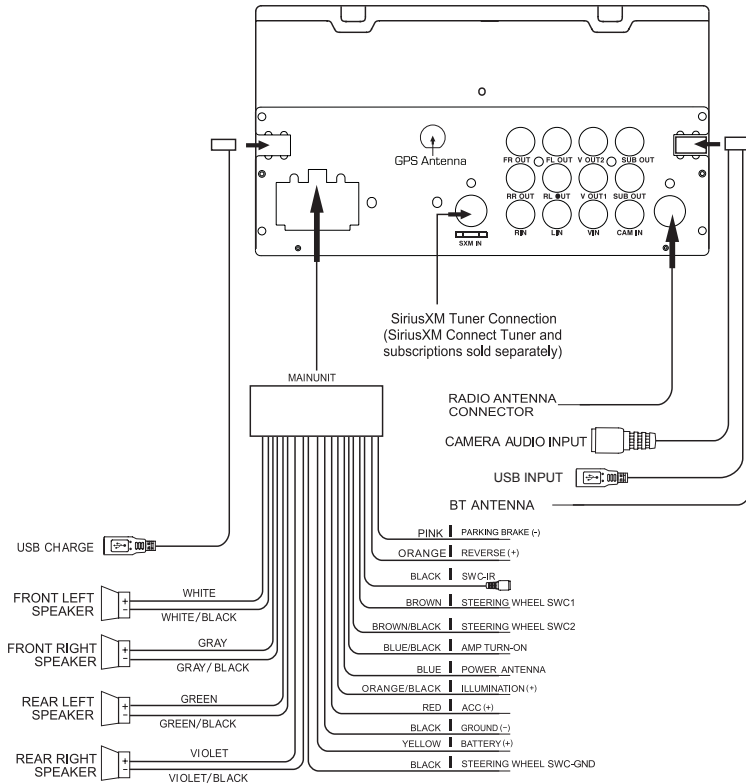 GPS Antenna
FR OUT FL OUT V OUT2 SUB OUT
RR OUT RL OUT V OUT1 SUB OUT
RIN LIN VIN CAM IN
SXM IN
SiriusXM Tuner Connection
(SiriusXM Connect Tuner and
subscriptions sold separately)
MAINUNIT
RADIO ANTENNA
CONNECTOR
CAMERA AUDIO INPUT
USB INPUT
BT ANTENNA
USB CHARGE
PINK PARKING BRAKE (-)
ORANGE REVERSE (+)
BLACK SWC-IR
BROWN STEERING WHEEL SWC1
BROWN/BLACK STEERING WHEEL SWC2
BLUE/BLACK AMP TURN-ON
BLUE POWER ANTENNA
ORANGE/BLACK ILLUMINATION (+)
RED ACC (+)
BLACK GROUND (-)
YELLOW BATTERY (+)
BLACK STEERING WHEEL SWC-GND
FRONT LEFT
SPEAKER
+
-
WHITE
WHITE/BLACK
FRONT RIGHT
SPEAKER
+
-
GRAY
GRAY/BLACK
REAR LEFT
SPEAKER
+
-
GREEN
GREEN/BLACK
REAR RIGHT
SPEAKER
+
-
VIOLET
VIOLET/BLACK